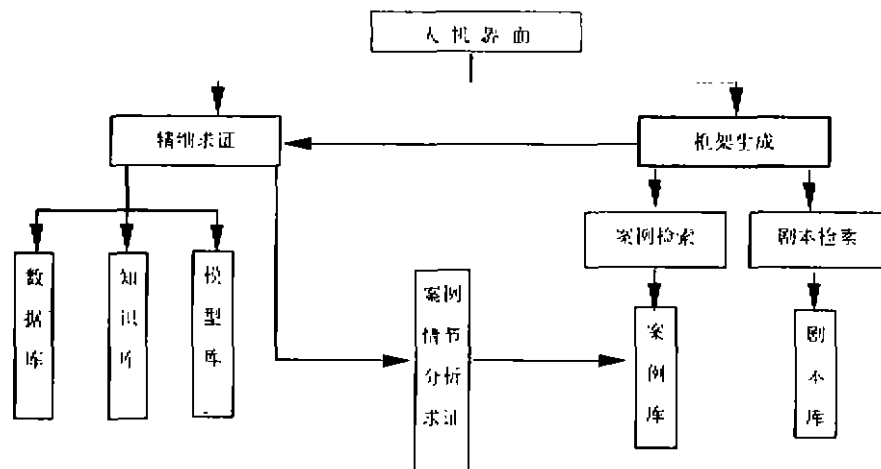 人机界面
精细求证
框架生成
案例检索
剧本检索
数据库
知识库
模型库
案例
情节
分析
求证
案例库
剧本库